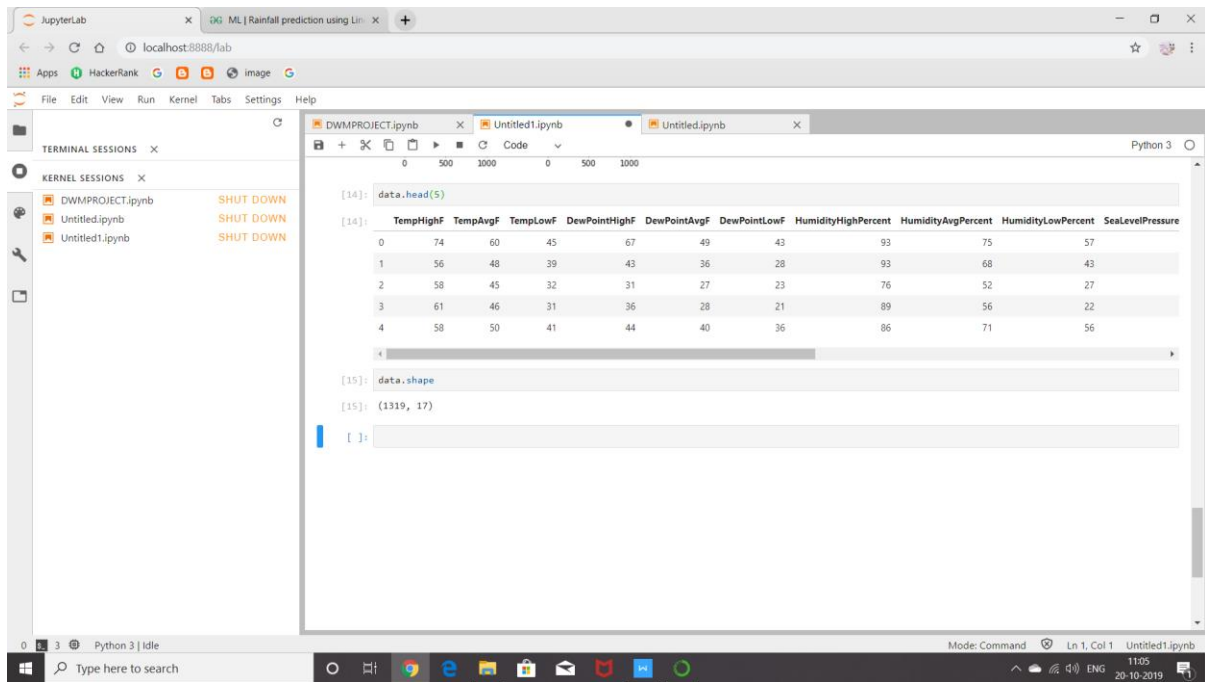 JupyterLab
ML | Rainfall prediction using Lin
localhost:8888/lab
Apps HackerRank image
File Edit View Run Kernel Tabs Settings Help
TERMINAL SESSIONS
KERNEL SESSIONS
DWMPROJECT.ipynb SHUT DOWN
Untitled.ipynb SHUT DOWN
Untitled1.ipynb SHUT DOWN
DWMPROJECT.ipynb Untitled1.ipynb Untitled.ipynb
Code Python 3
0 500 1000 0 500 1000
[14]: data.head(5)
[14]: TempHighF TempAvgF TempLowF DewPointHighF DewPointAvgF DewPointLowF HumidityHighPercent HumidityAvgPercent HumidityLowPercent SeaLevelPressure
0 74 60 45 67 49 43 93 75 57
1 56 48 39 43 36 28 93 68 43
2 58 45 32 31 27 23 76 52 27
3 61 46 31 36 28 21 89 56 22
4 58 50 41 44 40 36 86 71 56
[15]: data.shape
[15]: (1319, 17)
[ ]:
0 3 Python 3 | Idle Mode: Command Ln 1, Col 1 Untitled1.ipynb
Type here to search
ENG
11:05
20-10-2019